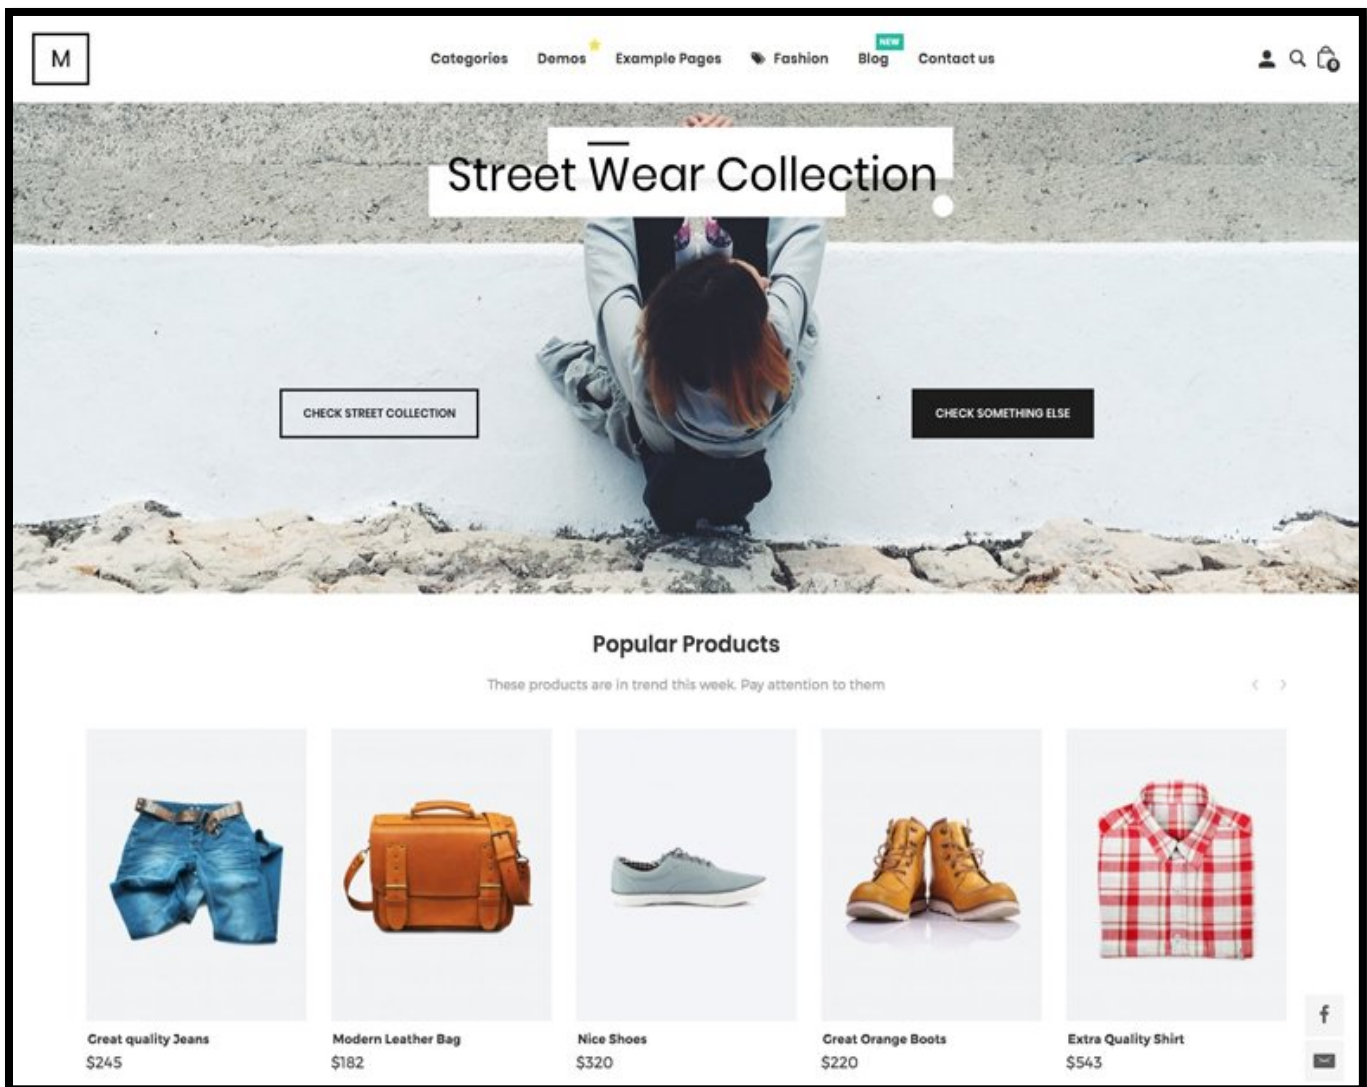 M
Categories Demos Example Pages Fashion Blog NEW Contact us
0
Street Wear Collection
CHECK STREET COLLECTION
CHECK SOMETHING ELSE
Popular Products
These products are in trend this week. Pay attention to them
Great quality Jeans
$245
Modern Leather Bag
$182
Nice Shoes
$320
Great Orange Boots
$220
Extra Quality Shirt
$543